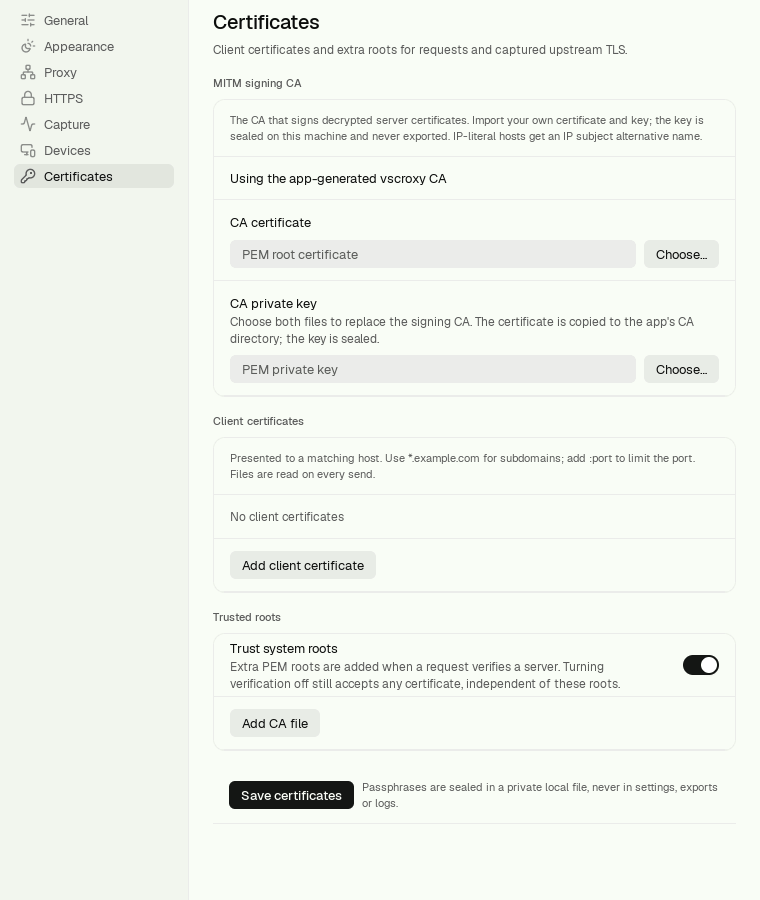 General
Appearance
Proxy
HTTPS
Capture
Devices
Certificates
Certificates
Client certificates and extra roots for requests and captured upstream TLS.
MITM signing CA
The CA that signs decrypted server certificates. Import your own certificate and key; the key is
sealed on this machine and never exported. IP-literal hosts get an IP subject alternative name.
Using the app-generated vscroxy CA
CA certificate
PEM root certificate
Choose...
CA private key
Choose both files to replace the signing CA. The certificate is copied to the app's CA
directory; the key is sealed.
PEM private key
Choose...
Client certificates
Presented to a matching host. Use *.example.com for subdomains; add :port to limit the port.
Files are read on every send.
No client certificates
Add client certificate
Trusted roots
Trust system roots
Extra PEM roots are added when a request verifies a server. Turning
verification off still accepts any certificate, independent of these roots.
Add CA file
Save certificates
Passphrases are sealed in a private local file, never in settings, exports
or logs.